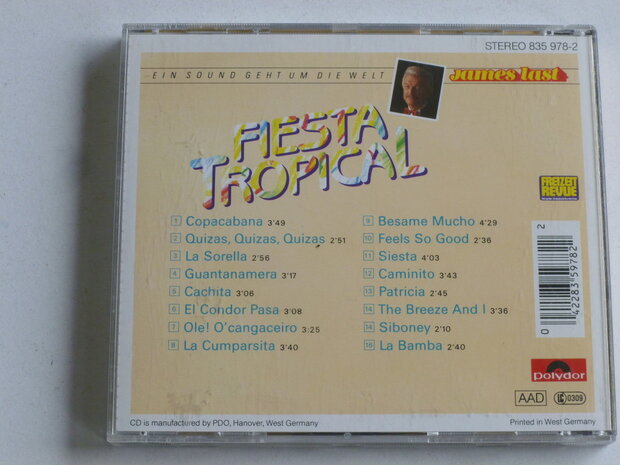 STEREO 835 978-2
EIN SOUND GEHT UM DIE WELT
James Last
FIESTA
TROPICAL
FREIZEIT
REVUE
1 Copacabana 3'49
2 Quizas, Quizas, Quizas 2'51
3 La Sorella 2'56
4 Guantanamera 3'17
5 Cachita 3'06
6 El Condor Pasa 3'08
7 Ole! O'cangaceiro 3:25
8 La Cumparsita 3'40
9 Besame Mucho 4'29
10 Feels So Good 2'36
11 Siesta 4'03
12 Caminito 3'43
13 Patricia 2'45
14 The Breeze And I 3'36
14 Siboney 2'10
15 La Bamba 2'40
0 42283 59782 2
polydor
AAD
LC 0309
CD is manufactured by PDO, Hanover, West Germany
Printed in West Germany